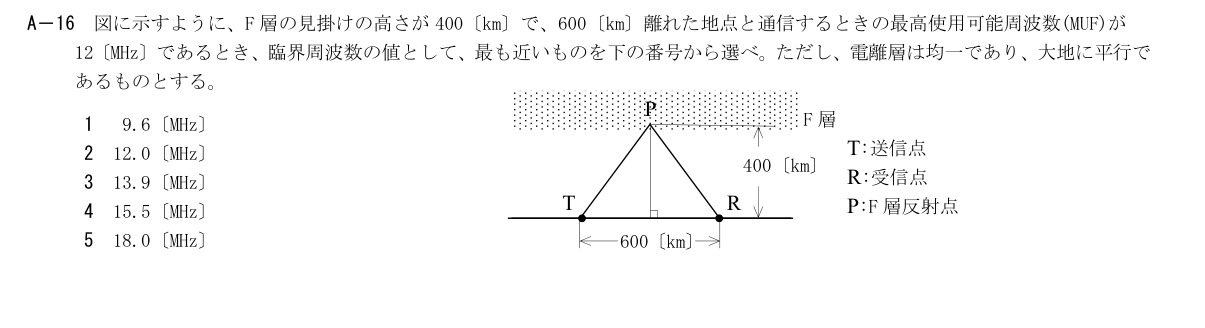 A－16 図に示すように、F 層の見掛けの高さが 400〔km〕で、600〔km〕離れた地点と通信するときの最高使用可能周波数(MUF)が
12〔MHz〕であるとき、臨界周波数の値として、最も近いものを下の番号から選べ。ただし、電離層は均一であり、大地に平行で
あるものとする。
1 9.6〔MHz〕
2 12.0〔MHz〕
3 13.9〔MHz〕
4 15.5〔MHz〕
5 18.0〔MHz〕
P
F 層
400〔km〕
T
R
600〔km〕
T:送信点
R:受信点
P:F 層反射点